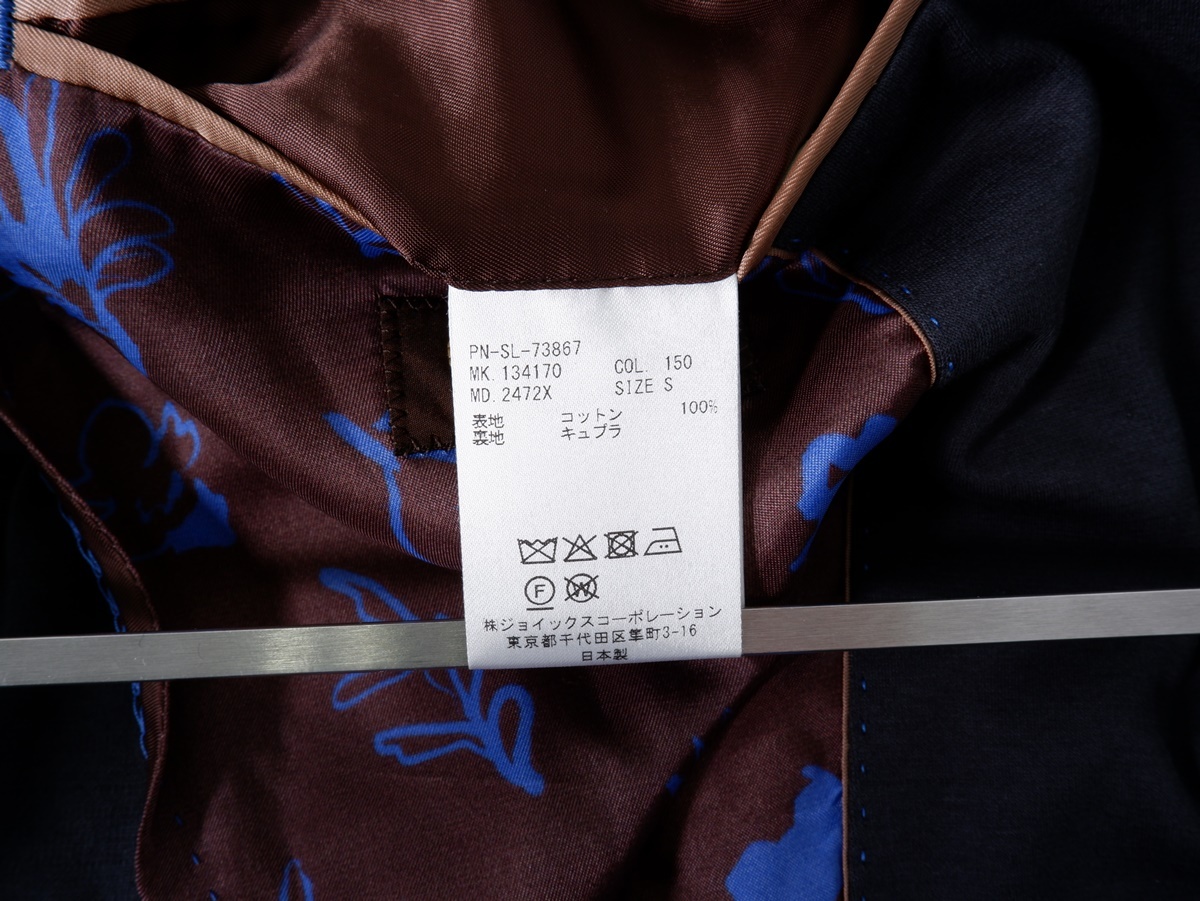 PN-SL-73867
MK. 134170 COL. 150
MD. 2472X SIZE S
表地 コットン 100%
裏地 キュプラ
F
W
株ジョイックスコーポレーション
東京都千代田区隼町3-16
日本製